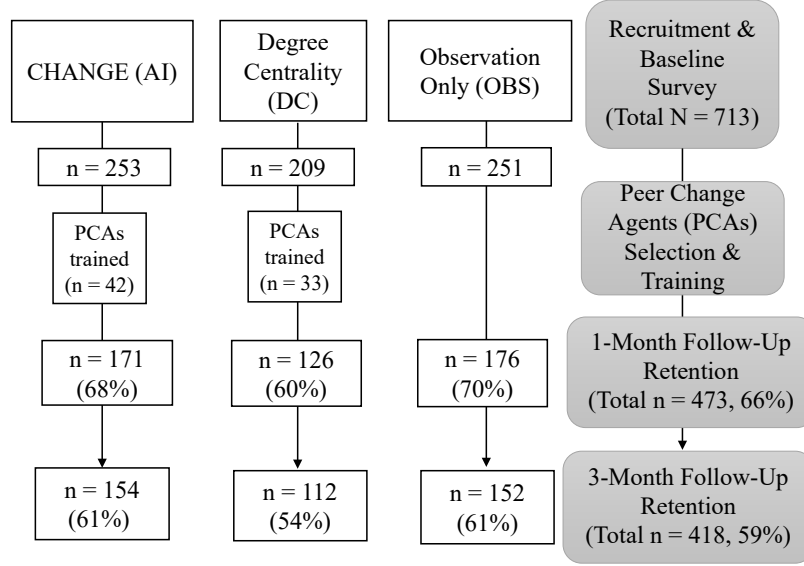 CHANGE (AI)
Degree
Centrality
(DC)
Observation
Only (OBS)
Recruitment &
Baseline
Survey
(Total N = 713)
n = 253
n = 209
n = 251
PCAs
trained
(n = 42)
PCAs
trained
(n = 33)
Peer Change
Agents (PCAs)
Selection &
Training
n = 171
(68%)
n = 126
(60%)
n = 176
(70%)
1-Month Follow-Up
Retention
(Total n = 473, 66%)
n = 154
(61%)
n = 112
(54%)
n = 152
(61%)
3-Month Follow-Up
Retention
(Total n = 418, 59%)